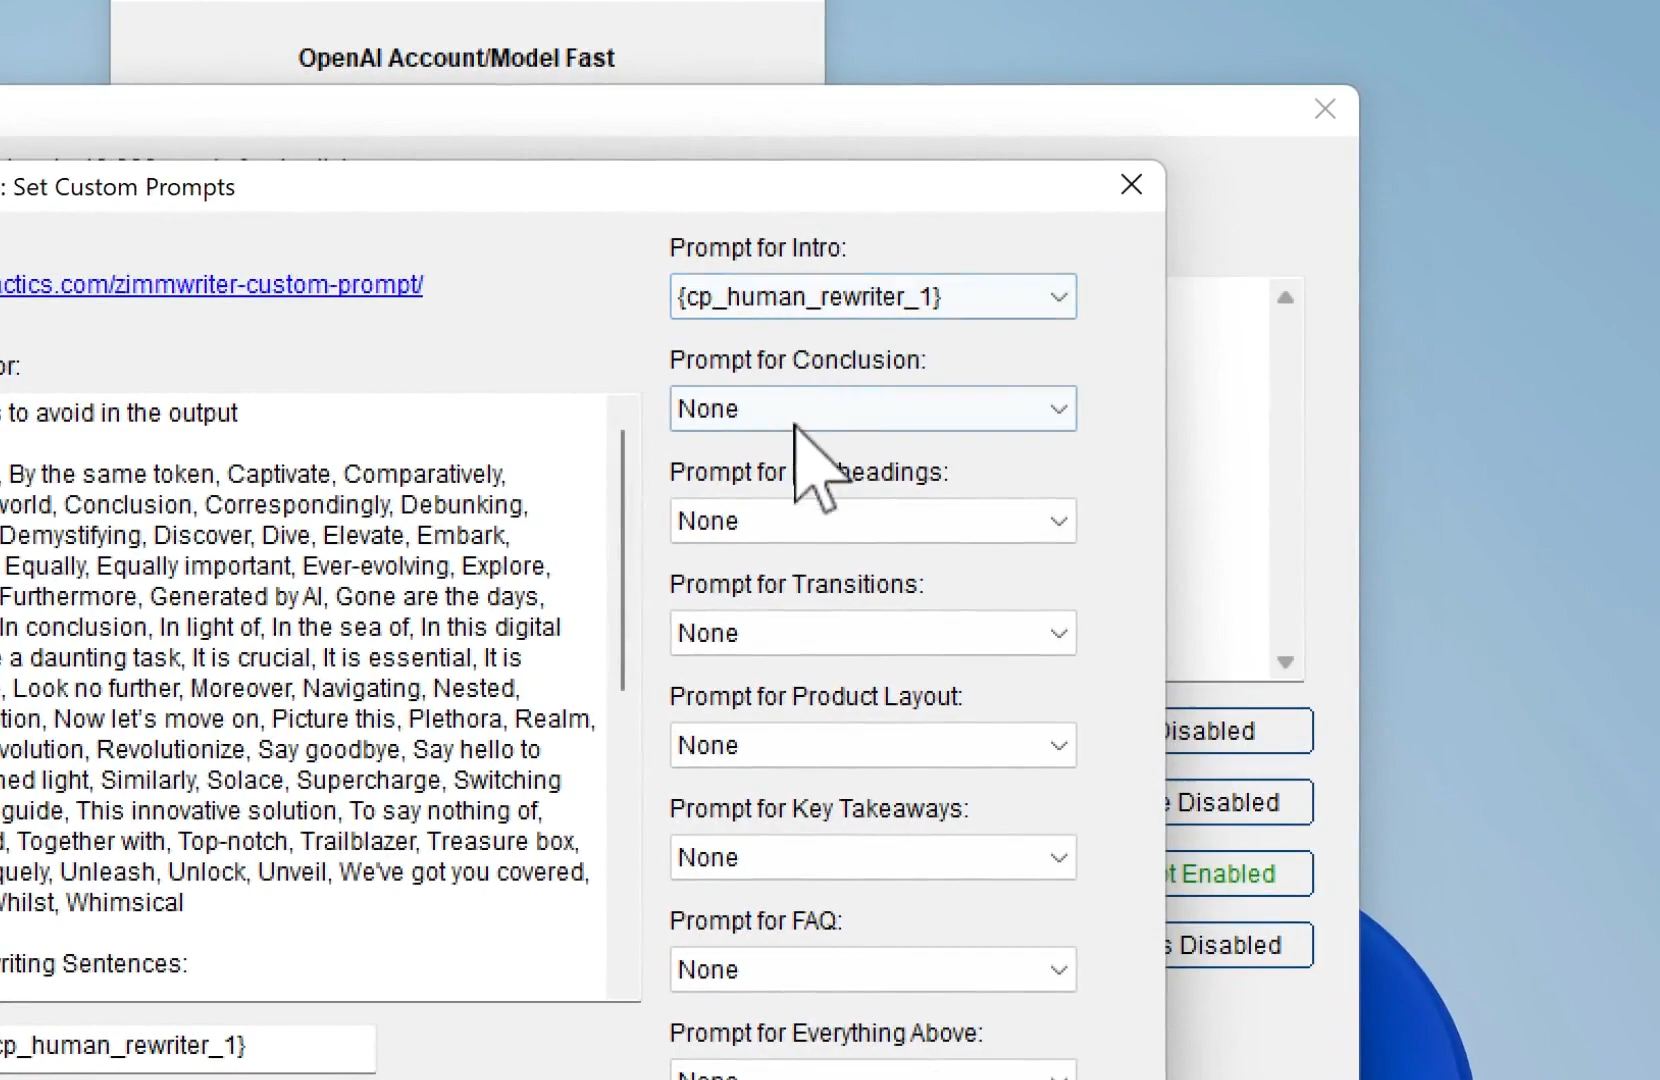 OpenAI Account/Model Fast
: Set Custom Prompts
actics.com/zimmwriter-custom-prompt/
or:
s to avoid in the output
, By the same token, Captivate, Comparatively,
world, Conclusion, Correspondingly, Debunking,
Demystifying, Discover, Dive, Elevate, Embark,
Equally, Equally important, Ever-evolving, Explore,
Furthermore, Generated by AI, Gone are the days,
In conclusion, In light of, In the sea of, In this digital
e a daunting task, It is crucial, It is essential, It is
, Look no further, Moreover, Navigating, Nested,
tion, Now let's move on, Picture this, Plethora, Realm,
volution, Revolutionize, Say goodbye, Say hello to
hed light, Similarly, Solace, Supercharge, Switching
guide, This innovative solution, To say nothing of,
d, Together with, Top-notch, Trailblazer, Treasure box,
quely, Unleash, Unlock, Unveil, We've got you covered,
Whilst, Whimsical
riting Sentences:
cp_human_rewriter_1}
Prompt for Intro:
{cp_human_rewriter_1}
Prompt for Conclusion:
None
Prompt for headings:
None
Prompt for Transitions:
None
Prompt for Product Layout:
None
Prompt for Key Takeaways:
None
Prompt for FAQ:
None
Prompt for Everything Above:
None
Disabled
e Disabled
t Enabled
s Disabled